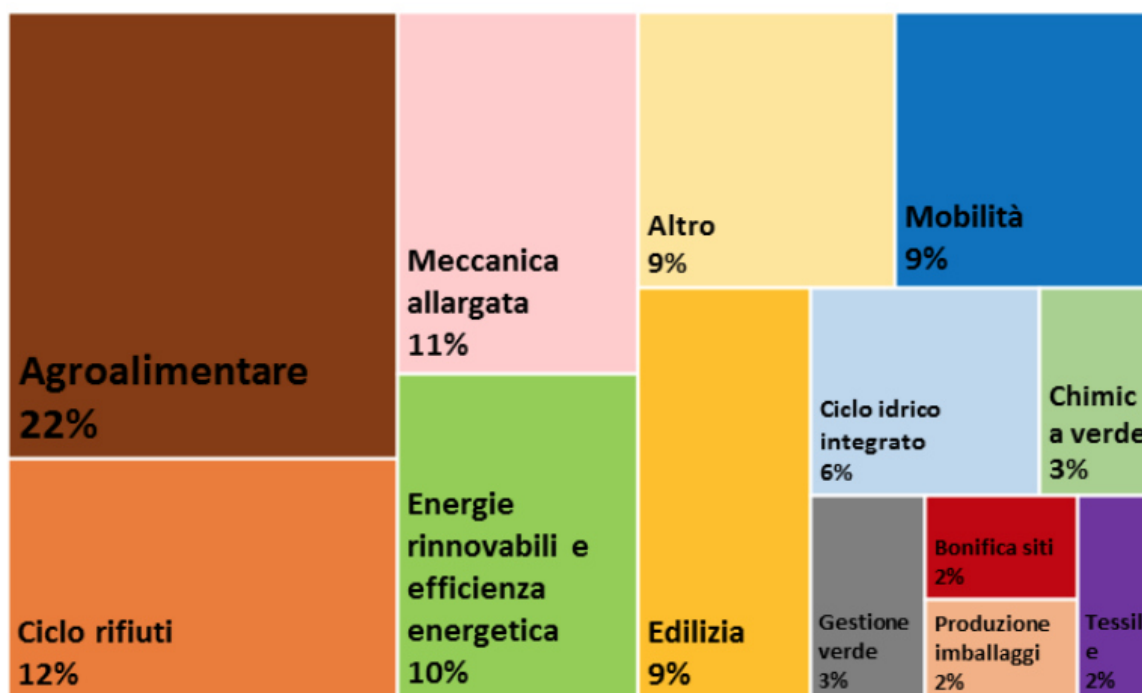 Agroalimentare
22%
Ciclo rifiuti
12%
Meccanica
allargata
11%
Energie
rinnovabili e
efficienza
energetica
10%
Altro
9%
Mobilità
9%
Edilizia
9%
Ciclo idrico
integrato
6%
Chimic
a verde
3%
Gestione
verde
3%
Bonifica siti
2%
Produzione
imballaggi
2%
Tessil
e
2%